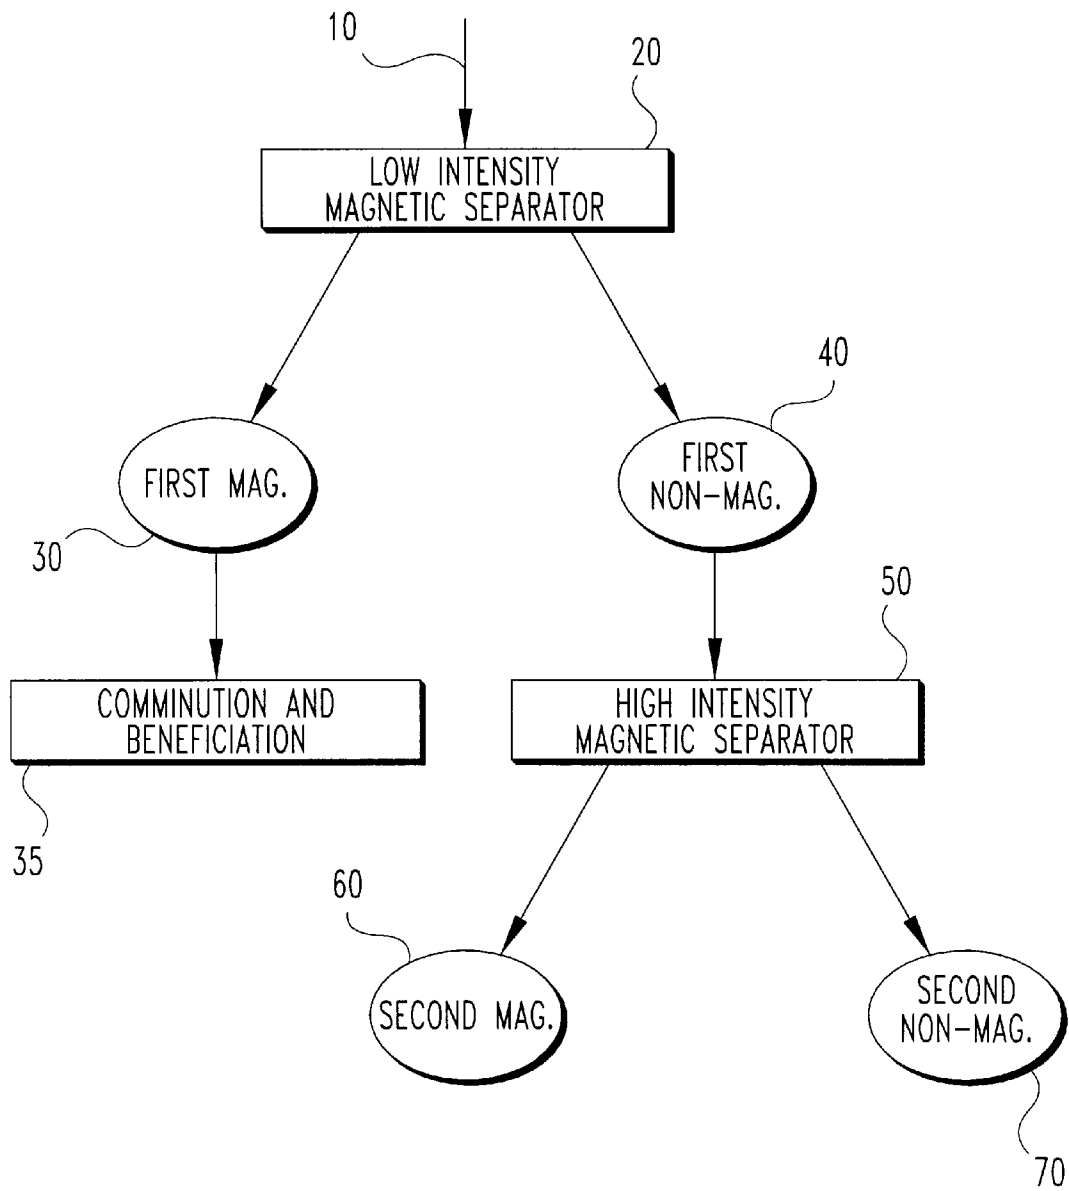 10
20
LOW INTENSITY
MAGNETIC SEPARATOR
40
FIRST MAG.
FIRST
NON-MAG.
30
50
COMMINUTION AND
BENEFICIATION
HIGH INTENSITY
MAGNETIC SEPARATOR
35
60
SECOND MAG.
SECOND
NON-MAG.
70